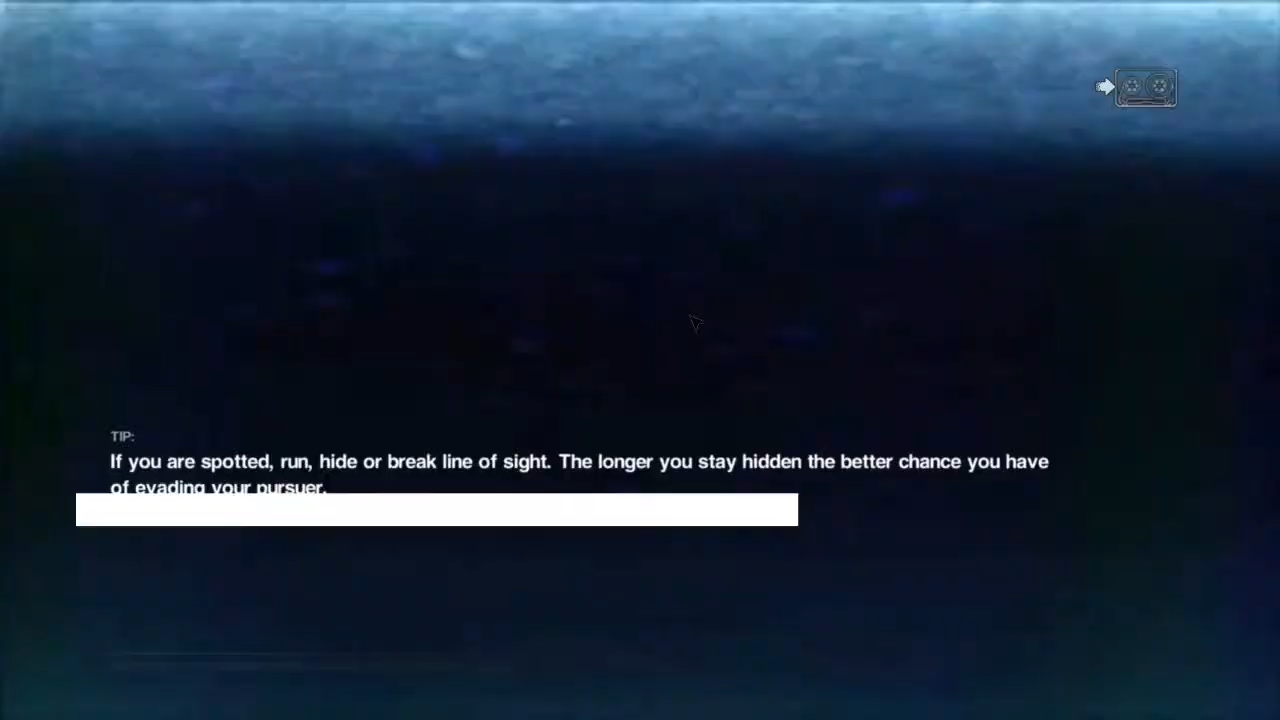 TIP:
If you are spotted, run, hide or break line of sight. The longer you stay hidden the better chance you have
of evading your pursuer.